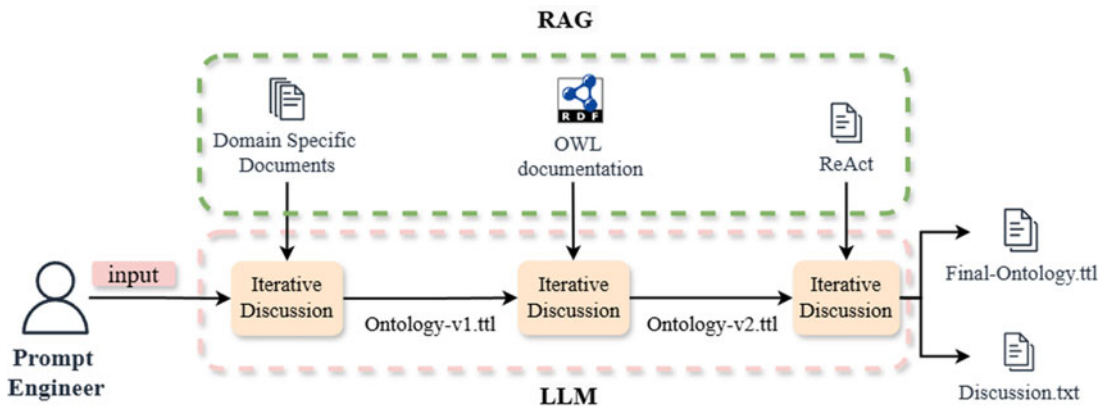 RAG
Domain Specific
Documents
RDF
OWL
documentation
ReAct
input
Iterative
Discussion
Ontology-v1.ttl
Iterative
Discussion
Ontology-v2.ttl
Iterative
Discussion
Final-Ontology.ttl
Discussion.txt
Prompt
Engineer
LLM